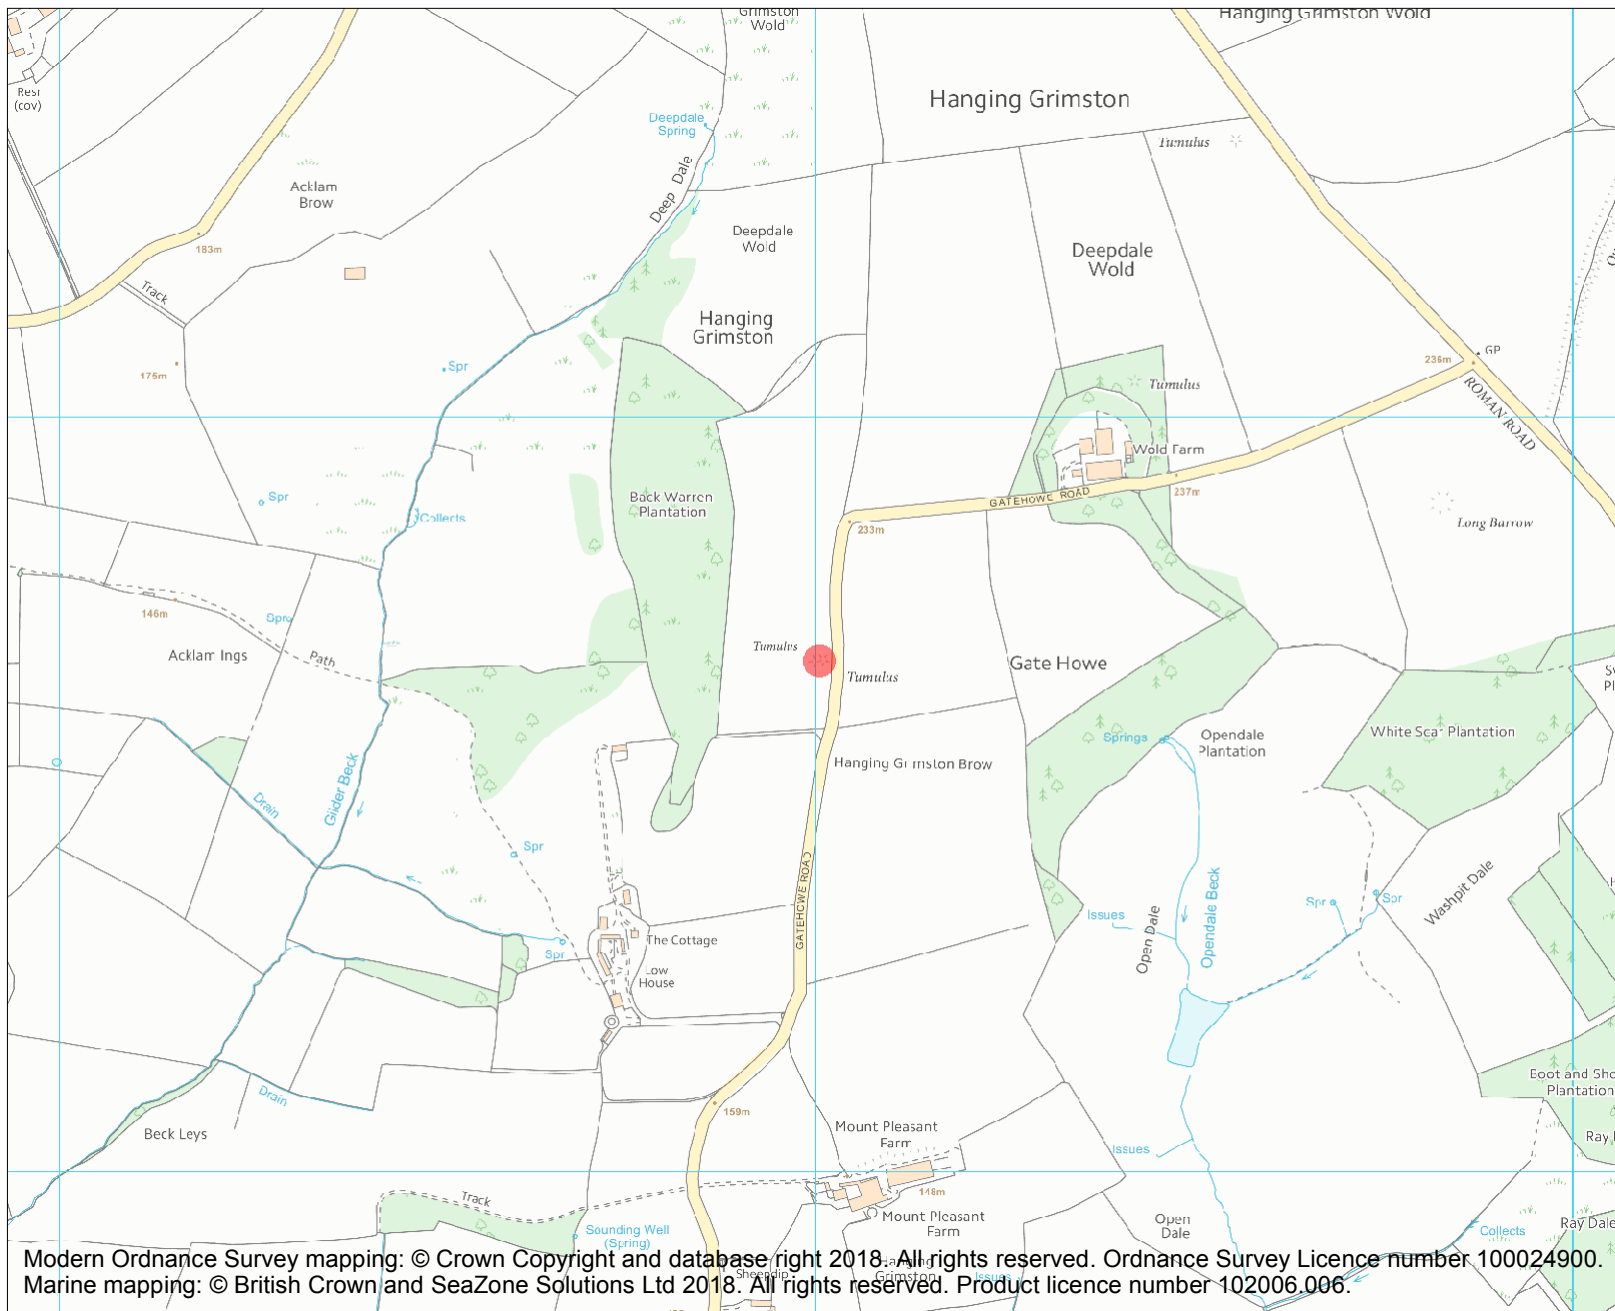 Grimston
Wold
Hanging Grimston Wold
Resr
(cov)
Hanging Grimston
Deepdale
Spring
Tumulus
Deep Dale
Acklam
Brow
Deepdale
Wold
Deepdale
Wold
183m
Track
Hanging
Grimston
GP
236m
Spr
175m
Tumulus
ROMAN ROAD
Wold Farm
237m
Spr
Back Warren
Plantation
GATEHOWE ROAD
Collects
233m
Long Barrow
146m
Spr
Acklam Ings
Path
Tumulus
Gate Howe
Tumulus
White Scar Plantation
Springs
Opendale
Plantation
Hanging Grimston Brow
Drain
Gilder Beck
Spr
GATEHOWE ROAD
Washpit Dale
Opendale Beck
Spr
Spr
Issues
Open Dale
The Cottage
Spr
Low
House
Boot and Sho
Plantation
Drain
159m
Beck Leys
Mount Pleasant
Farm
Ray
Issues
148m
Track
Mount Pleasant
Farm
Open
Dale
Ray Dale
Sounding Well
(Spring)
Collects
Hanging
Grimston
Issues
Sheepdip
Modern Ordnance Survey mapping: © Crown Copyright and database right 2018. All rights reserved. Ordnance Survey Licence number 100024900.
Marine mapping: © British Crown and SeaZone Solutions Ltd 2018. All rights reserved. Product licence number 102006.006.